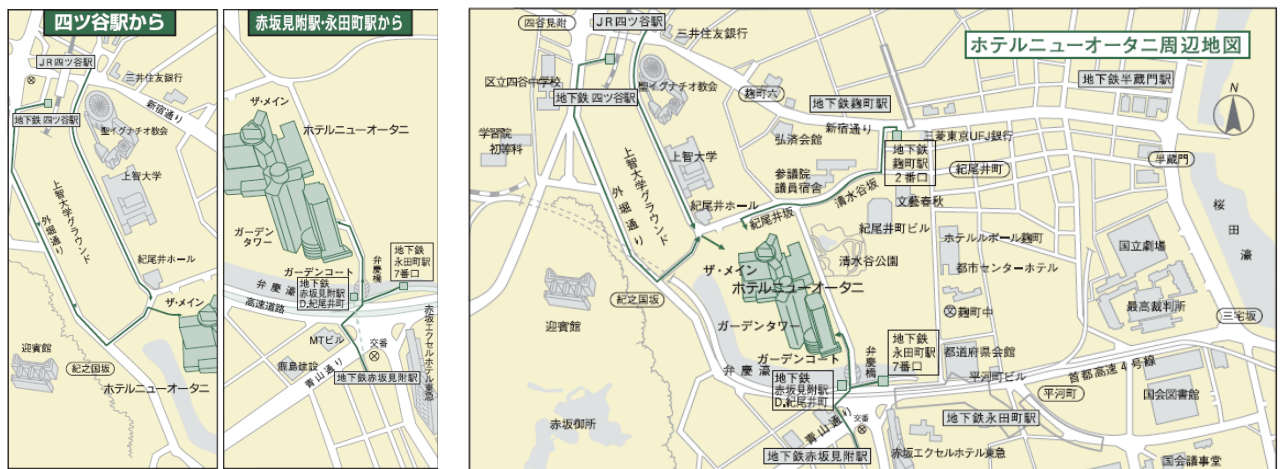 四ツ谷駅から
JR四ツ谷駅
三井住友銀行
新宿通り
地下鉄 四ツ谷駅
聖イグナチオ教会
上智大学
上智大学グラウンド
外堀通り
紀尾井ホール
ザ・メイン
迎賓館
紀之国坂
ホテルニューオータニ
赤坂見附駅・永田町駅から
ザ・メイン
ホテルニューオータニ
ガーデン
タワー
ガーデンコート
弁慶橋
地下鉄
永田町駅
7番口
地下鉄
赤坂見附駅
D.紀尾井町
弁慶濠
高速道路
MTビル
交番
鹿島建設
青山通り
地下鉄赤坂見附駅
赤坂エクセルホテル東急
ホテルニューオータニ周辺地図
N
四谷見附
JR四ツ谷駅
三井住友銀行
区立四谷中学校
地下鉄 四ツ谷駅
聖イグナチオ教会
麹町六
地下鉄麹町駅
地下鉄半蔵門駅
新宿通り
三菱東京UFJ銀行
学習院
初等科
上智大学
弘済会館
地下鉄
麹町駅
2番口
紀尾井町
半蔵門
参議院
議員宿舎
上智大学グラウンド
外堀通り
紀尾井ホール
紀尾井坂
清水谷坂
文藝春秋
紀尾井町ビル
ホテルルポール麹町
国立劇場
桜田濠
清水谷公園
都市センターホテル
ザ・メイン
ホテルニューオータニ
紀之国坂
迎賓館
麹町中
最高裁判所
三宅坂
ガーデンタワー
ガーデンコート
弁慶橋
地下鉄
永田町駅
7番口
都道府県会館
弁慶濠
地下鉄
赤坂見附駅
D.紀尾井町
平河町ビル
首都高速4号線
平河町
国会図書館
赤坂御所
青山通り
交番
地下鉄永田町駅
地下鉄赤坂見附駅
赤坂エクセルホテル東急
国会議事堂